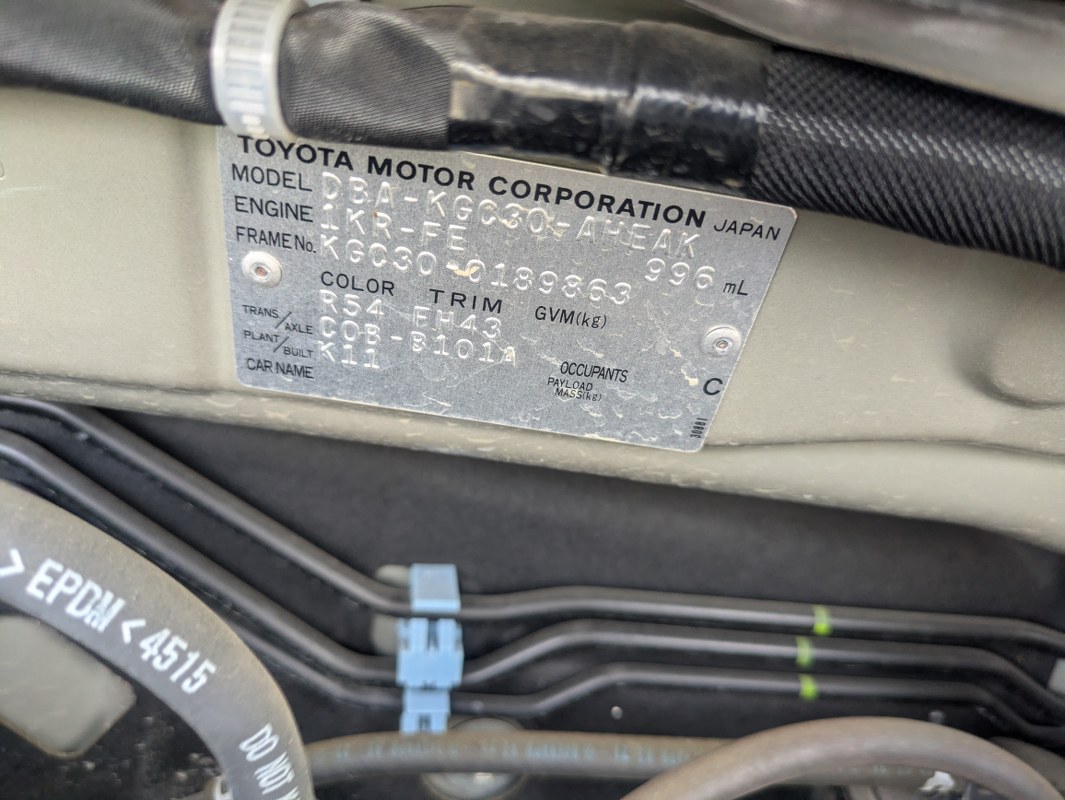 TOYOTA MOTOR CORPORATION JAPAN
MODEL DBA-KGC30-AHEAK
ENGINE 1KR-FE 996 mL
FRAME No. KGC30-0189863
COLOR TRIM GVM(kg)
R54 FH43
TRANS/AXLE C0B-B101A
PLANT/BUILT K11
CAR NAME
OCCUPANTS
PAYLOAD
MASS(kg)
C
>EPDM<4515
DO NOT